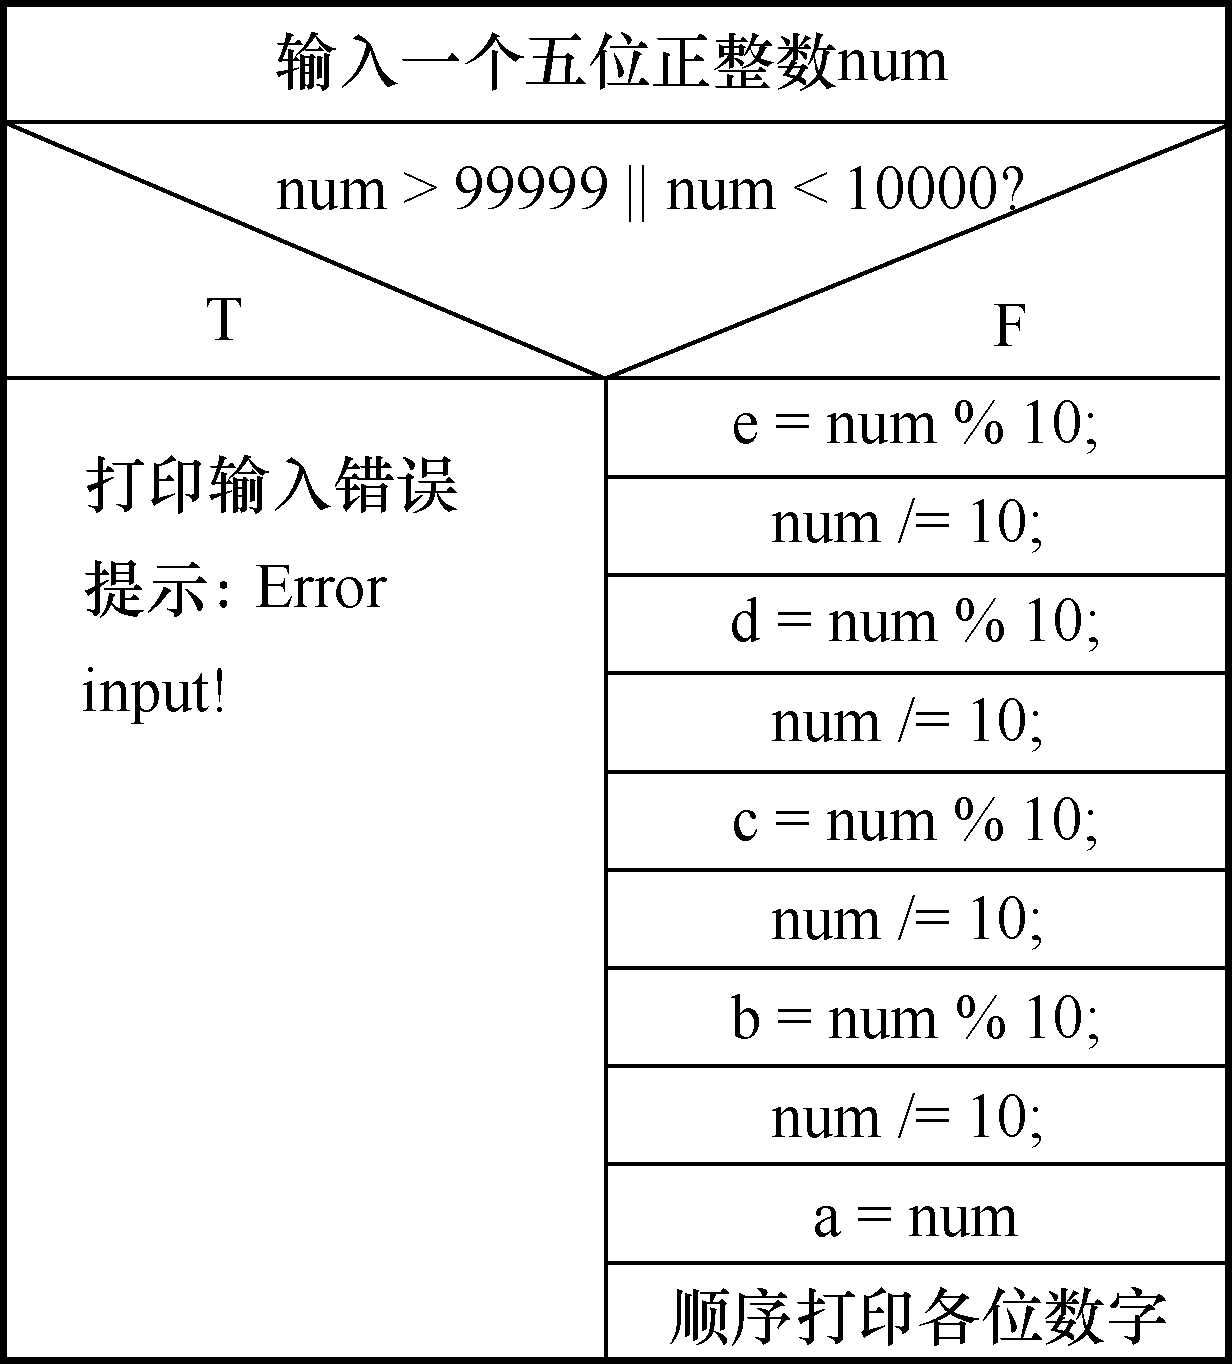 输入一个五位正整数num
num > 99999 || num < 10000?
T
F
打印输入错误
提示: Error
input!
e = num % 10;
num /= 10;
d = num % 10;
num /= 10;
c = num % 10;
num /= 10;
b = num % 10;
num /= 10;
a = num
顺序打印各位数字